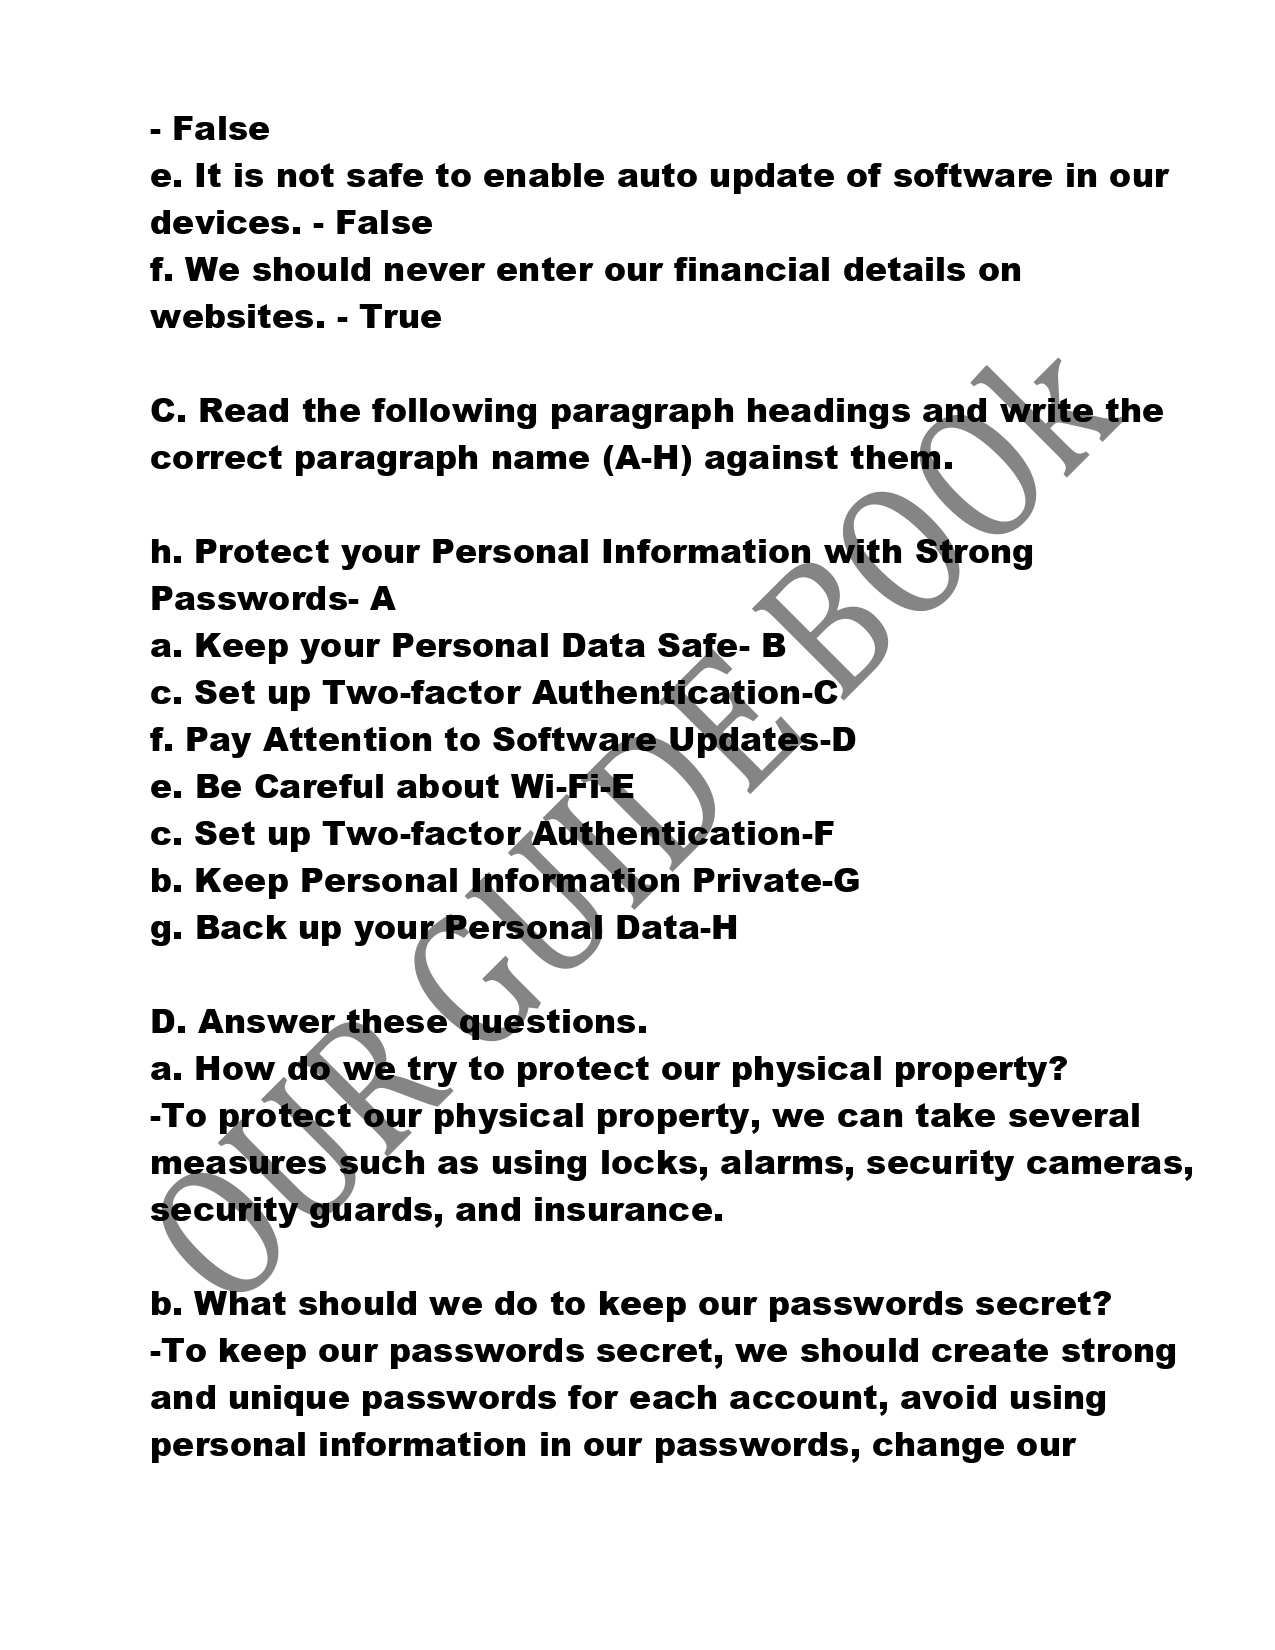 - False
e. It is not safe to enable auto update of software in our
devices. - False
f. We should never enter our financial details on
websites. - True
C. Read the following paragraph headings and write the
correct paragraph name (A-H) against them.
h. Protect your Personal Information with Strong
Passwords- A
a. Keep your Personal Data Safe- B
c. Set up Two-factor Authentication-C
f. Pay Attention to Software Updates-D
e. Be Careful about Wi-Fi-E
c. Set up Two-factor Authentication-F
b. Keep Personal Information Private-G
g. Back up your Personal Data-H
D. Answer these questions.
a. How do we try to protect our physical property?
-To protect our physical property, we can take several
measures such as using locks, alarms, security cameras,
security guards, and insurance.
b. What should we do to keep our passwords secret?
-To keep our passwords secret, we should create strong
and unique passwords for each account, avoid using
personal information in our passwords, change our
OUR GUIDE BOOk